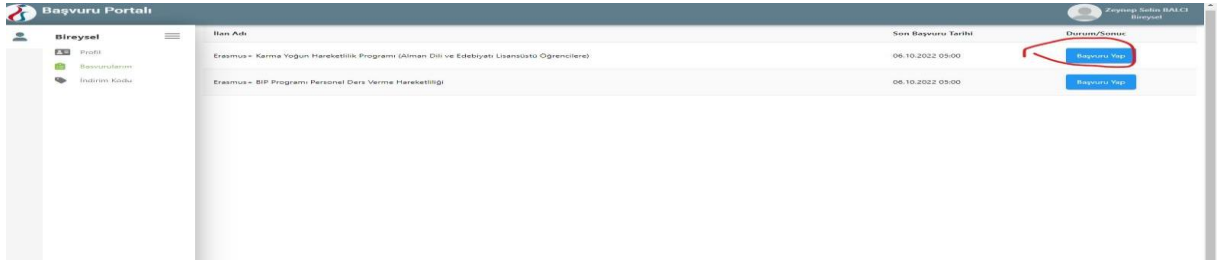 Başvuru Portalı
Zeynep Selin BALCI
Bireysel
Bireysel
Profil
Başvurularım
İndirim Kodu
İlan Adı Son Başvuru Tarihi Durum/Sonuc
Erasmus+ Karma Yoğun Hareketlilik Programı (Alman Dili ve Edebiyatı Lisansüstü Öğrencilere) 06.10.2022 05:00 Başvuru Yap
Erasmus+ BIP Programı Personel Ders Verme Hareketliliği 06.10.2022 05:00 Başvuru Yap